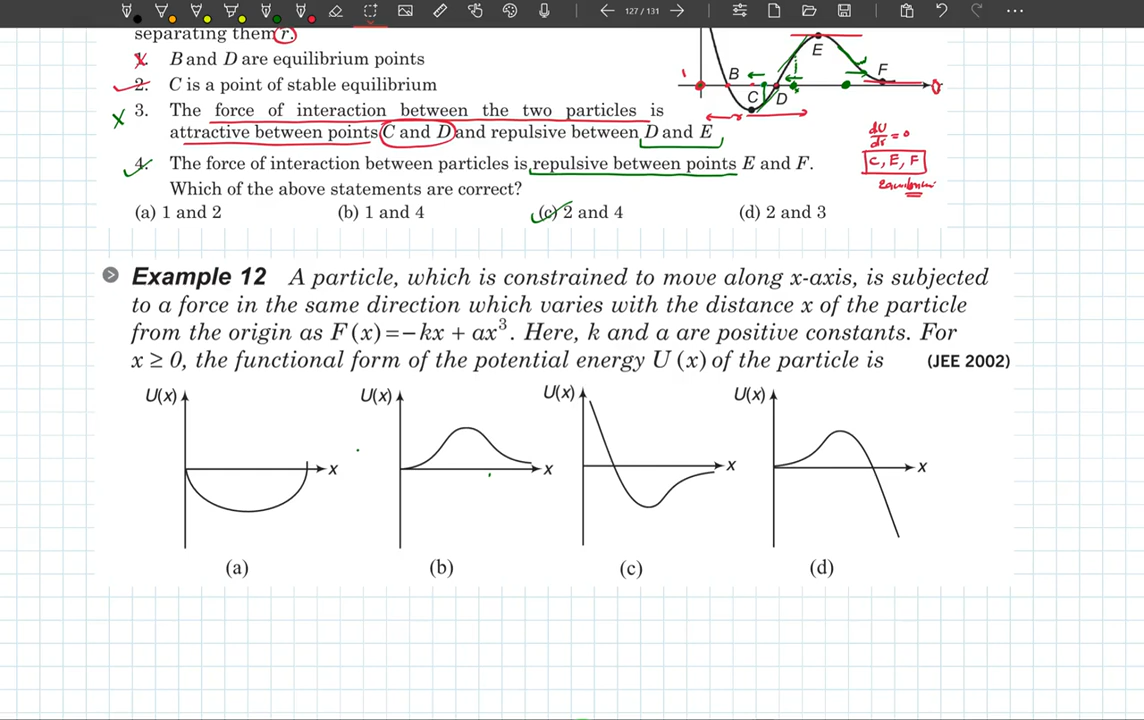 127 / 131
separating them r.
1. B and D are equilibrium points
2. C is a point of stable equilibrium
3. The force of interaction between the two particles is
attractive between points C and D and repulsive between D and E
4. The force of interaction between particles is repulsive between points E and F.
Which of the above statements are correct?
(a) 1 and 2 (b) 1 and 4 (c) 2 and 4 (d) 2 and 3
B C D E F
dU/dr = 0
C, E, F
Example 12 A particle, which is constrained to move along x-axis, is subjected
to a force in the same direction which varies with the distance x of the particle
from the origin as F(x)=−kx + ax³. Here, k and a are positive constants. For
x ≥ 0, the functional form of the potential energy U (x) of the particle is (JEE 2002)
U(x) U(x) U(x) U(x)
x x x x
(a) (b) (c) (d)